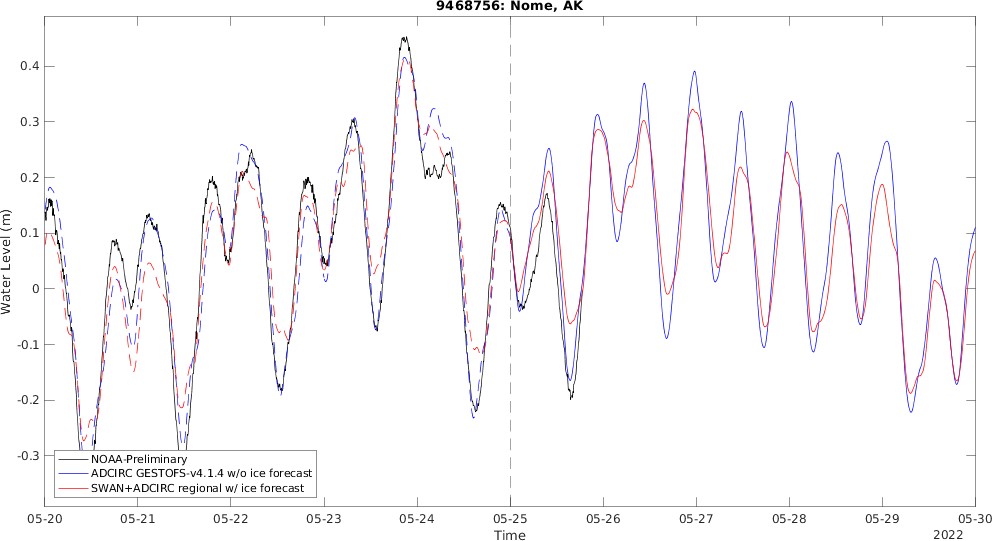 9468756: Nome, AK
Water Level (m)
0.4
0.3
0.2
0.1
0
-0.1
-0.2
-0.3
NOAA-Preliminary
ADCIRC GESTOFS-v4.1.4 w/o ice forecast
SWAN+ADCIRC regional w/ ice forecast
05-20 05-21 05-22 05-23 05-24 05-25 05-26 05-27 05-28 05-29 05-30
Time
2022